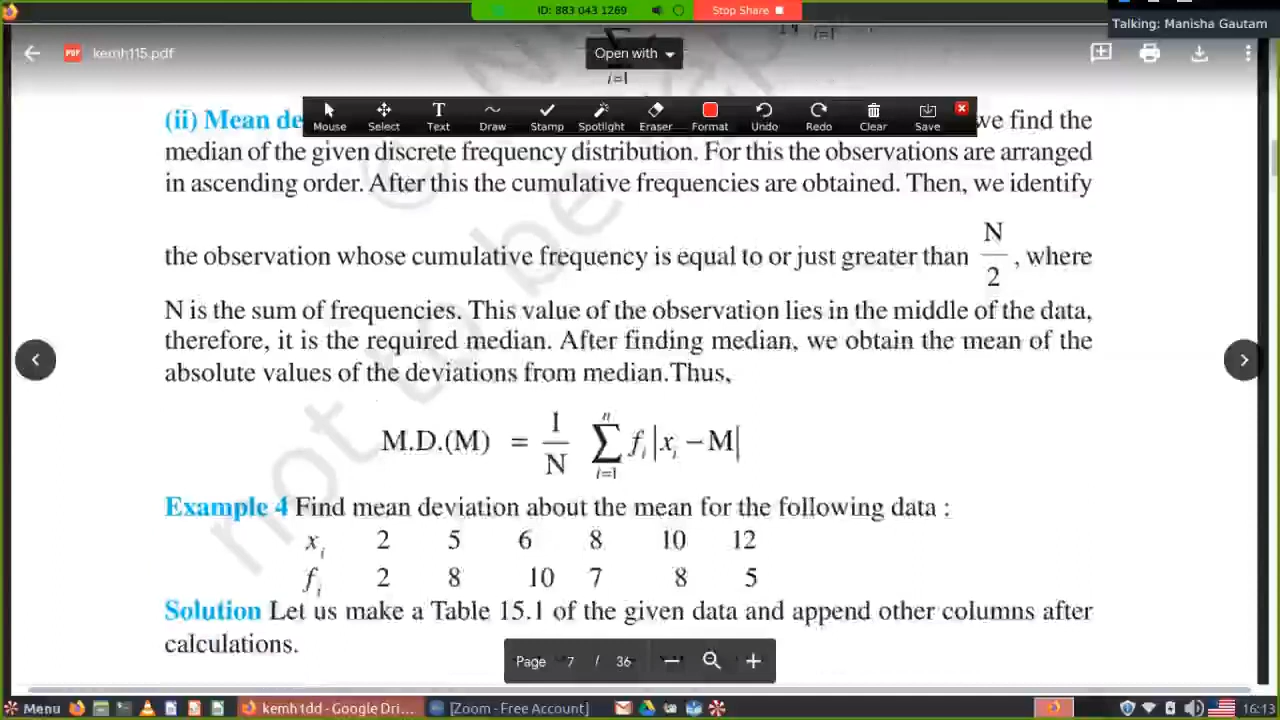 ID: 883 043 1269 Stop Share
Talking: Manisha Gautam
kemh115.pdf
Open with
i=1
i=1
Mouse Select Text Draw Stamp Spotlight Eraser Format Undo Redo Clear Save
(ii) Mean de we find the
median of the given discrete frequency distribution. For this the observations are arranged
in ascending order. After this the cumulative frequencies are obtained. Then, we identify
the observation whose cumulative frequency is equal to or just greater than N/2 , where
N is the sum of frequencies. This value of the observation lies in the middle of the data,
therefore, it is the required median. After finding median, we obtain the mean of the
absolute values of the deviations from median.Thus,
M.D.(M) = 1/N ∑ i=1 n f i |x i − M|
Example 4 Find mean deviation about the mean for the following data :
x i 2 5 6 8 10 12
f i 2 8 10 7 8 5
Solution Let us make a Table 15.1 of the given data and append other columns after
calculations.
Page 7 / 36
not to be
Menu kemh1dd - Google Dri... [Zoom - Free Account] 16:13